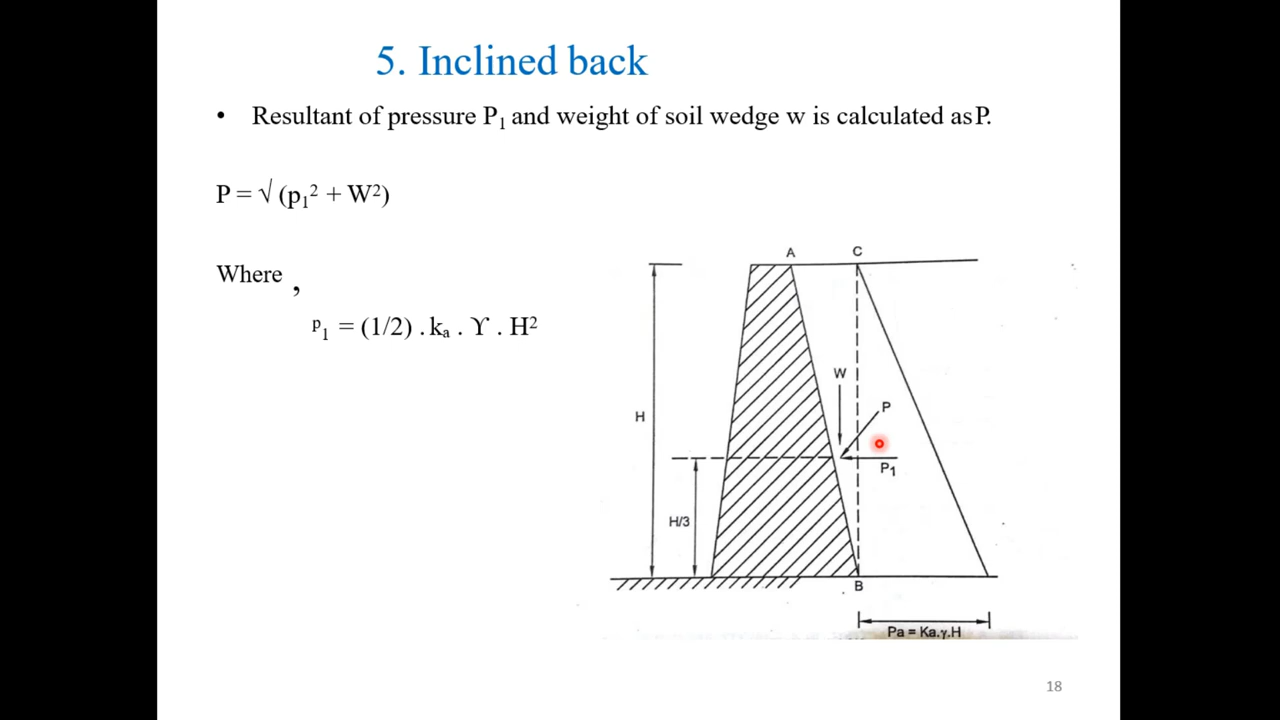 5. Inclined back
• Resultant of pressure P₁ and weight of soil wedge w is calculated as P.
P = √ (p₁² + W²)
Where ,
p₁ = (1/2) . kₐ . ϒ . H²
A
C
W
P
H
P₁
H/3
B
Pa = Ka.γ.H
18